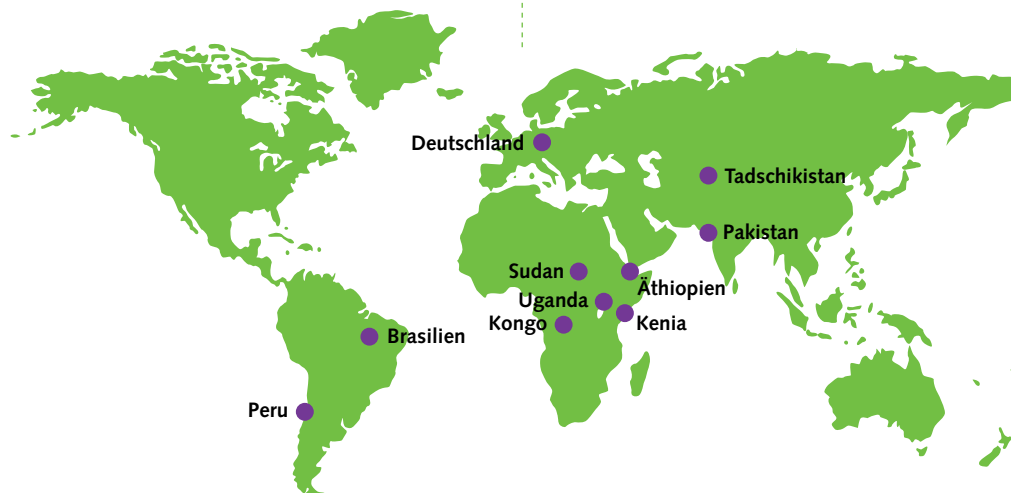 Deutschland
Tadschikistan
Pakistan
Sudan
Äthiopien
Uganda
Kongo
Kenia
Brasilien
Peru